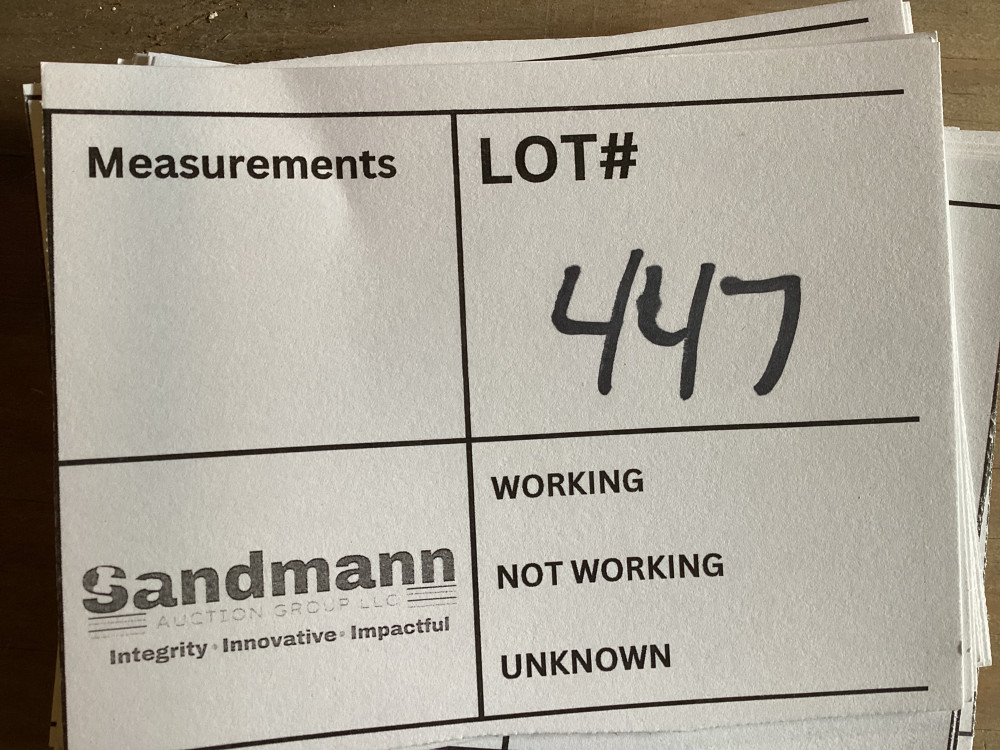 Measurements
LOT#
447
Sandmann
AUCTION GROUP LLC
Integrity • Innovative • Impactful
WORKING
NOT WORKING
UNKNOWN